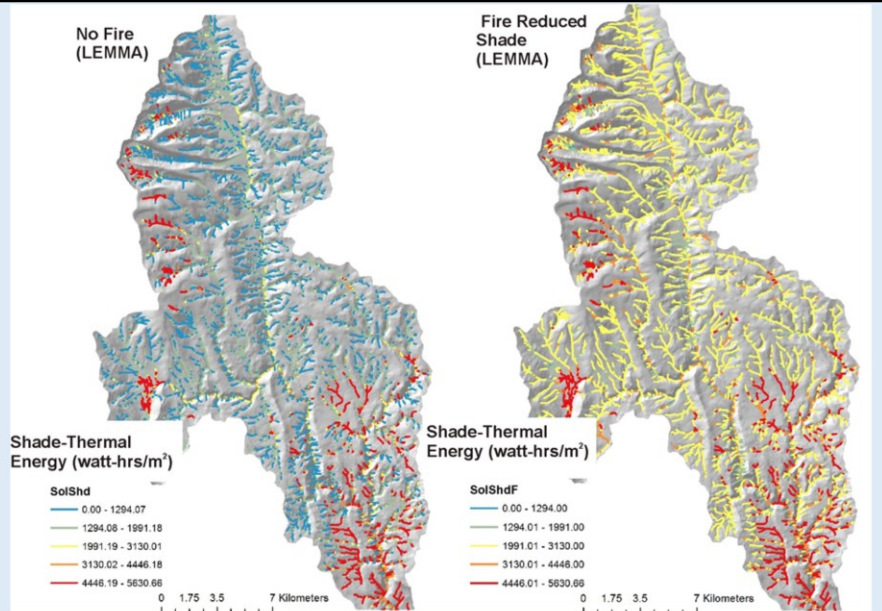 No Fire
(LEMMA)
Fire Reduced
Shade
(LEMMA)
Shade-Thermal
Energy (watt-hrs/m²)
SolShd
0.00 - 1294.07
1294.08 - 1991.18
1991.19 - 3130.01
3130.02 - 4446.18
4446.19 - 5630.66
0 1.75 3.5 7 Kilometers
Shade-Thermal
Energy (watt-hrs/m²)
SolShdF
0.00 - 1294.00
1294.01 - 1991.00
1991.01 - 3130.00
3130.01 - 4446.00
4446.01 - 5630.66
0 1.75 3.5 7 Kilometers